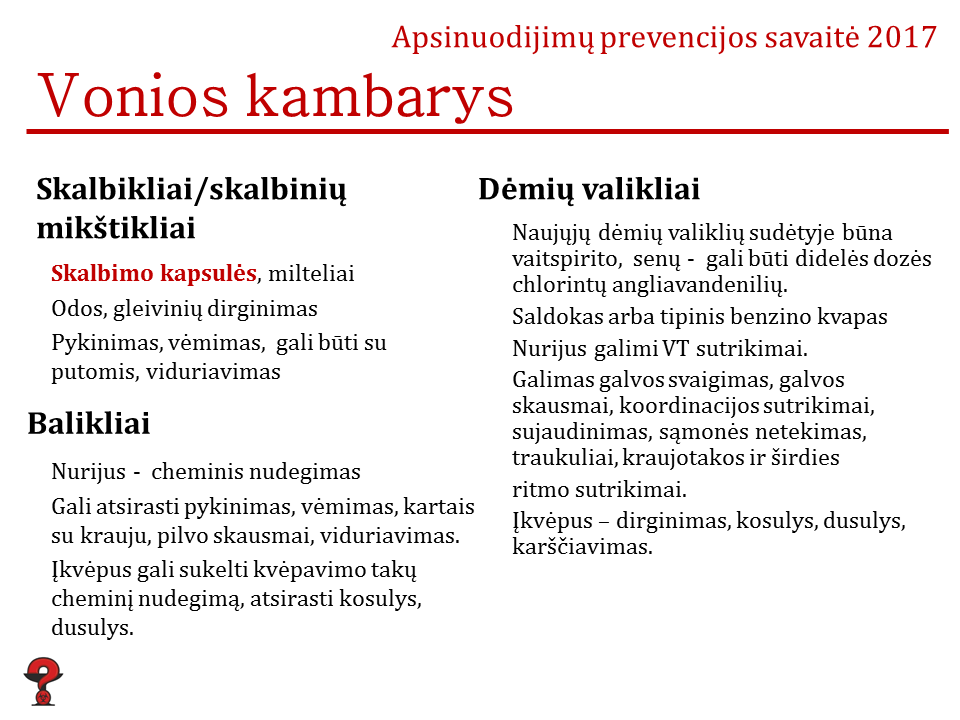 Apsinuodijimų prevencijos savaitė 2017
Vonios kambarys
Skalbikliai/skalbinių
mikštikliai
Skalbimo kapsulės, milteliai
Odos, gleivinių dirginimas
Pykinimas, vėmimas, gali būti su
putomis, viduriavimas
Balikliai
Nurijus - cheminis nudegimas
Gali atsirasti pykinimas, vėmimas, kartais
su krauju, pilvo skausmai, viduriavimas.
Įkvėpus gali sukelti kvėpavimo takų
cheminį nudegimą, atsirasti kosulys,
dusulys.
Dėmių valikliai
Naujųjų dėmių valiklių sudėtyje būna
vaitspirito, senų - gali būti didelės dozės
chlorintų angliavandenilių.
Saldokas arba tipinis benzino kvapas
Nurijus galimi VT sutrikimai.
Galimas galvos svaigimas, galvos
skausmai, koordinacijos sutrikimai,
sujaudinimas, sąmonės netekimas,
traukuliai, kraujotakos ir širdies
ritmo sutrikimai.
Įkvėpus – dirginimas, kosulys, dusulys,
karščiavimas.